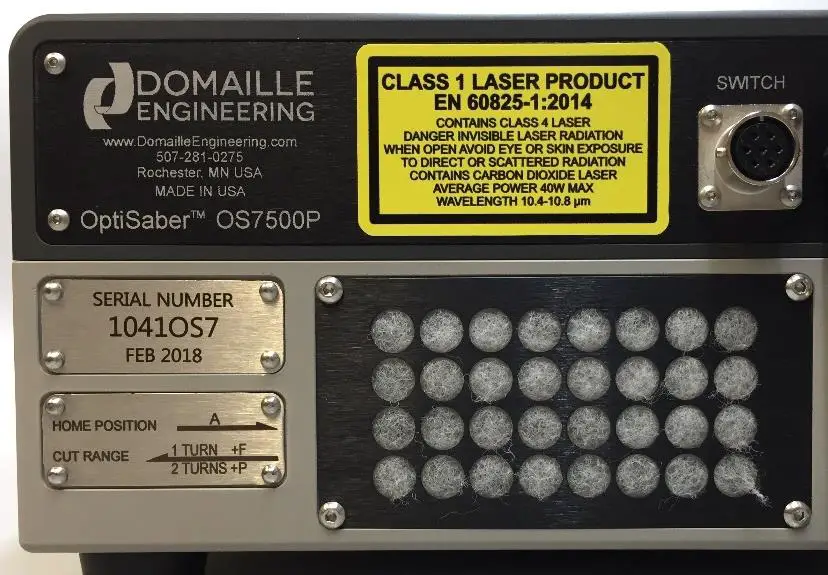 DOMAILLE
ENGINEERING
www.DomailleEngineering.com
507-281-0275
Rochester, MN USA
MADE IN USA
OptiSaber™ OS7500P
CLASS 1 LASER PRODUCT
EN 60825-1:2014
CONTAINS CLASS 4 LASER
DANGER INVISIBLE LASER RADIATION
WHEN OPEN AVOID EYE OR SKIN EXPOSURE
TO DIRECT OR SCATTERED RADIATION
CONTAINS CARBON DIOXIDE LASER
AVERAGE POWER 40W MAX
WAVELENGTH 10.4-10.8 µm
SWITCH
SERIAL NUMBER
1041OS7
FEB 2018
HOME POSITION A
CUT RANGE 1 TURN +F
2 TURNS +P